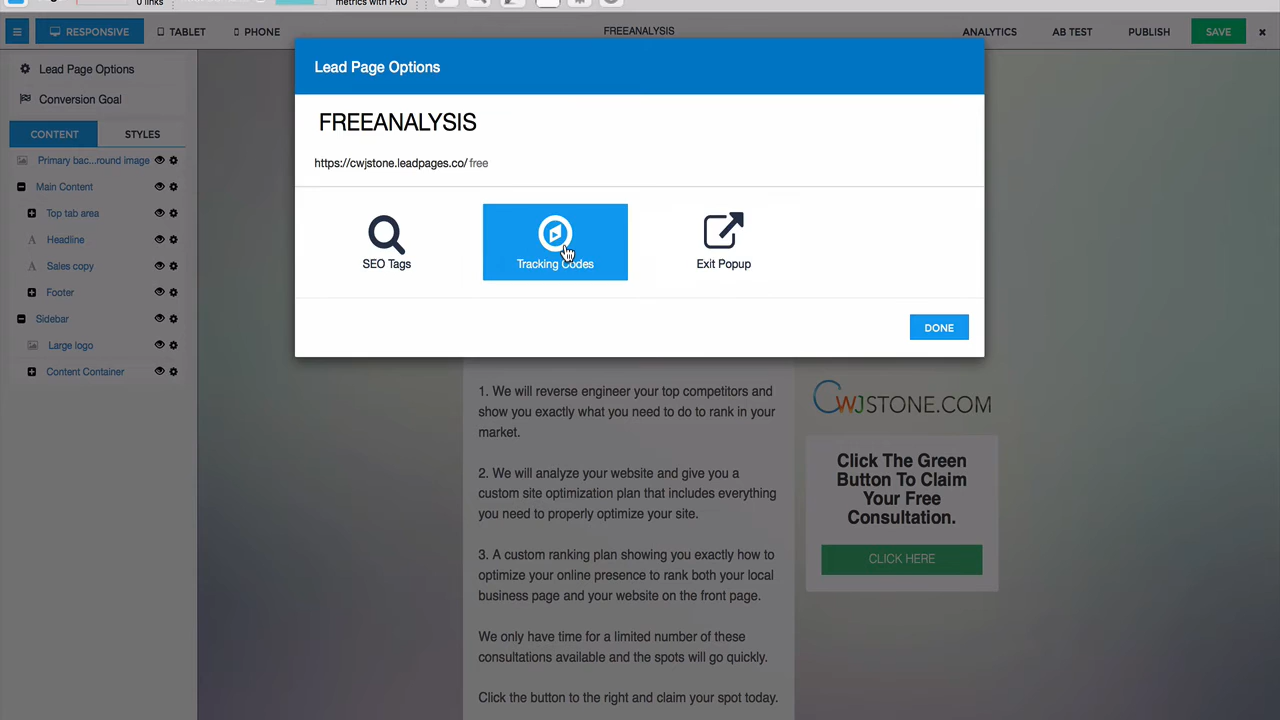 0 links
metrics with PRO
RESPONSIVE
TABLET
PHONE
FREEANALYSIS
ANALYTICS
AB TEST
PUBLISH
SAVE
Lead Page Options
Conversion Goal
CONTENT
STYLES
Primary bac...round image
Main Content
Top tab area
Headline
Sales copy
Footer
Sidebar
Large logo
Content Container
Lead Page Options
FREEANALYSIS
https://cwjstone.leadpages.co/ free
SEO Tags
Tracking Codes
Exit Popup
DONE
1. We will reverse engineer your top competitors and
show you exactly what you need to do to rank in your
market.
2. We will analyze your website and give you a
custom site optimization plan that includes everything
you need to properly optimize your site.
3. A custom ranking plan showing you exactly how to
optimize your online presence to rank both your local
business page and your website on the front page.
We only have time for a limited number of these
consultations available and the spots will go quickly.
Click the button to the right and claim your spot today.
CWJSTONE.COM
Click The Green
Button To Claim
Your Free
Consultation.
CLICK HERE